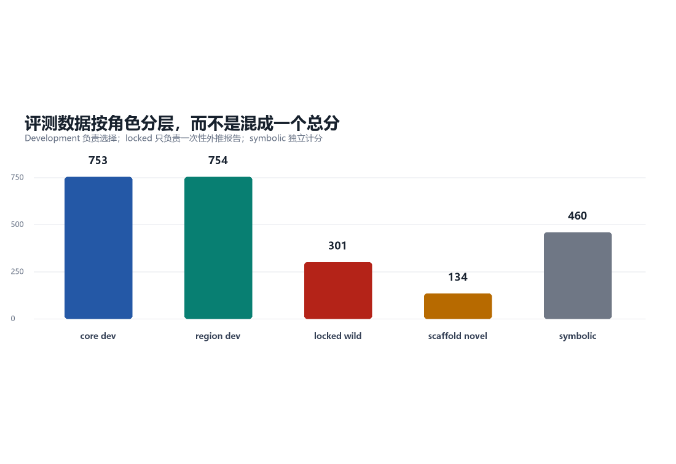 评测数据按角色分层，而不是混成一个总分
Development 负责选择；locked 只负责一次性外推报告；symbolic 独立计分
753
754
301
134
460
750
500
250
0
core dev
region dev
locked wild
scaffold novel
symbolic